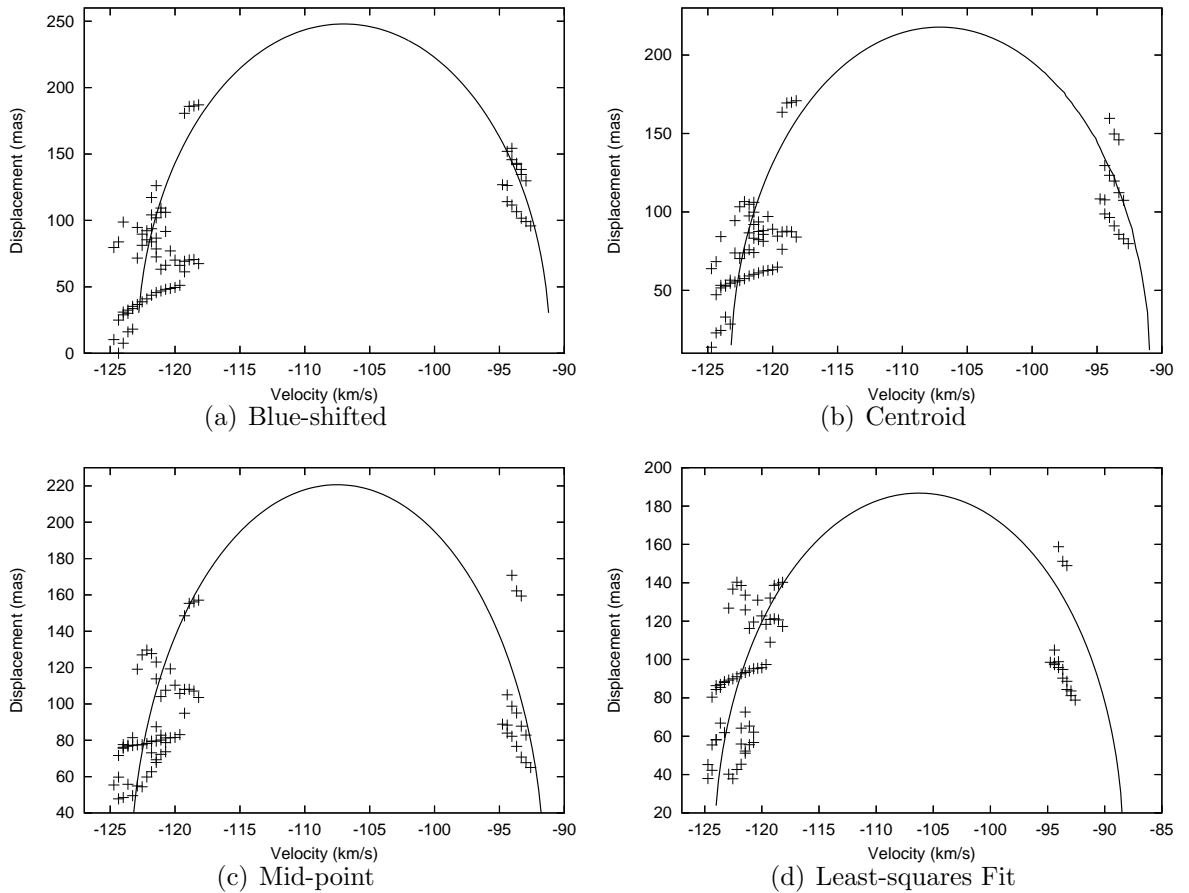 250
200
150
100
50
0
Displacement (mas)
-125 -120 -115 -110 -105 -100 -95 -90
Velocity (km/s)
(a) Blue-shifted
200
150
100
50
Displacement (mas)
-125 -120 -115 -110 -105 -100 -95 -90
Velocity (km/s)
(b) Centroid
220
200
180
160
140
120
100
80
60
40
Displacement (mas)
-125 -120 -115 -110 -105 -100 -95 -90
Velocity (km/s)
(c) Mid-point
200
180
160
140
120
100
80
60
40
20
Displacement (mas)
-125 -120 -115 -110 -105 -100 -95 -90 -85
Velocity (km/s)
(d) Least-squares Fit